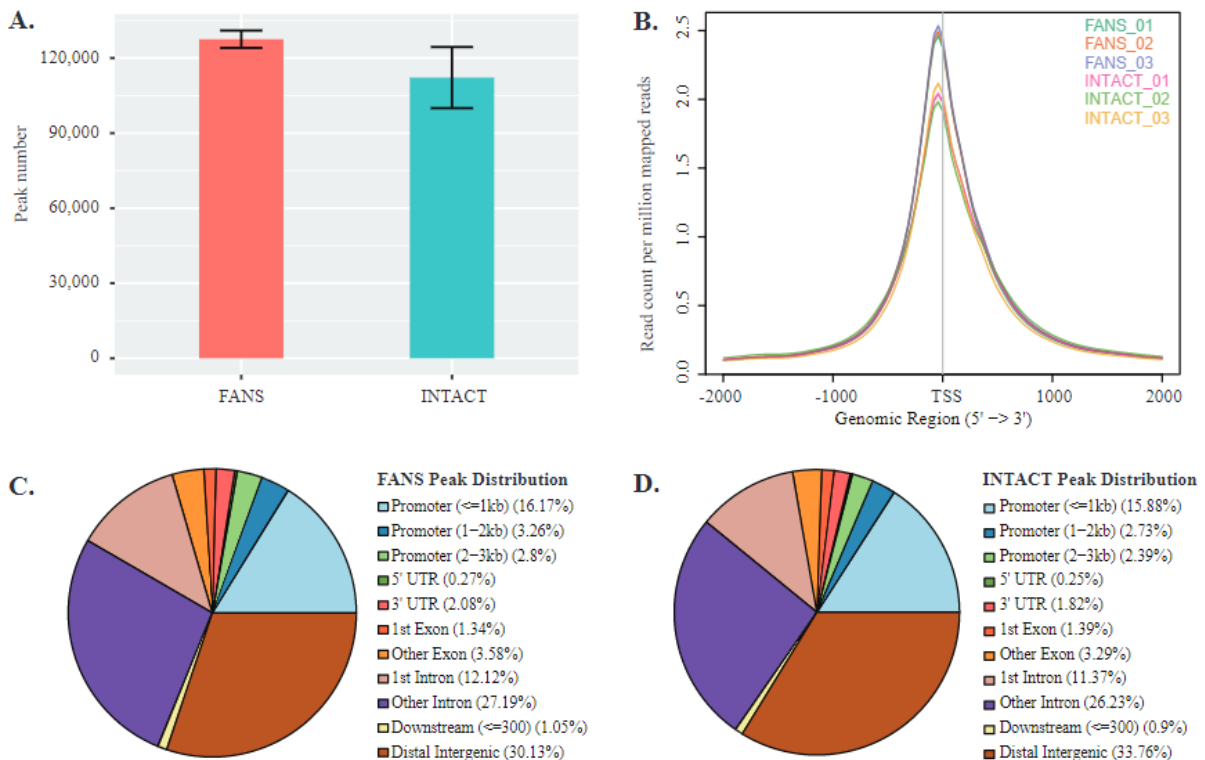 A.
Peak number
120,000
90,000
60,000
30,000
0
FANS
INTACT
B.
Read count per million mapped reads
2.5
2.0
1.5
1.0
0.5
0.0
FANS_01
FANS_02
FANS_03
INTACT_01
INTACT_02
INTACT_03
-2000
-1000
TSS
1000
2000
Genomic Region (5' −> 3')
C.
FANS Peak Distribution
Promoter (<=1kb) (16.17%)
Promoter (1−2kb) (3.26%)
Promoter (2−3kb) (2.8%)
5' UTR (0.27%)
3' UTR (2.08%)
1st Exon (1.34%)
Other Exon (3.58%)
1st Intron (12.12%)
Other Intron (27.19%)
Downstream (<=300) (1.05%)
Distal Intergenic (30.13%)
D.
INTACT Peak Distribution
Promoter (<=1kb) (15.88%)
Promoter (1−2kb) (2.73%)
Promoter (2−3kb) (2.39%)
5' UTR (0.25%)
3' UTR (1.82%)
1st Exon (1.39%)
Other Exon (3.29%)
1st Intron (11.37%)
Other Intron (26.23%)
Downstream (<=300) (0.9%)
Distal Intergenic (33.76%)